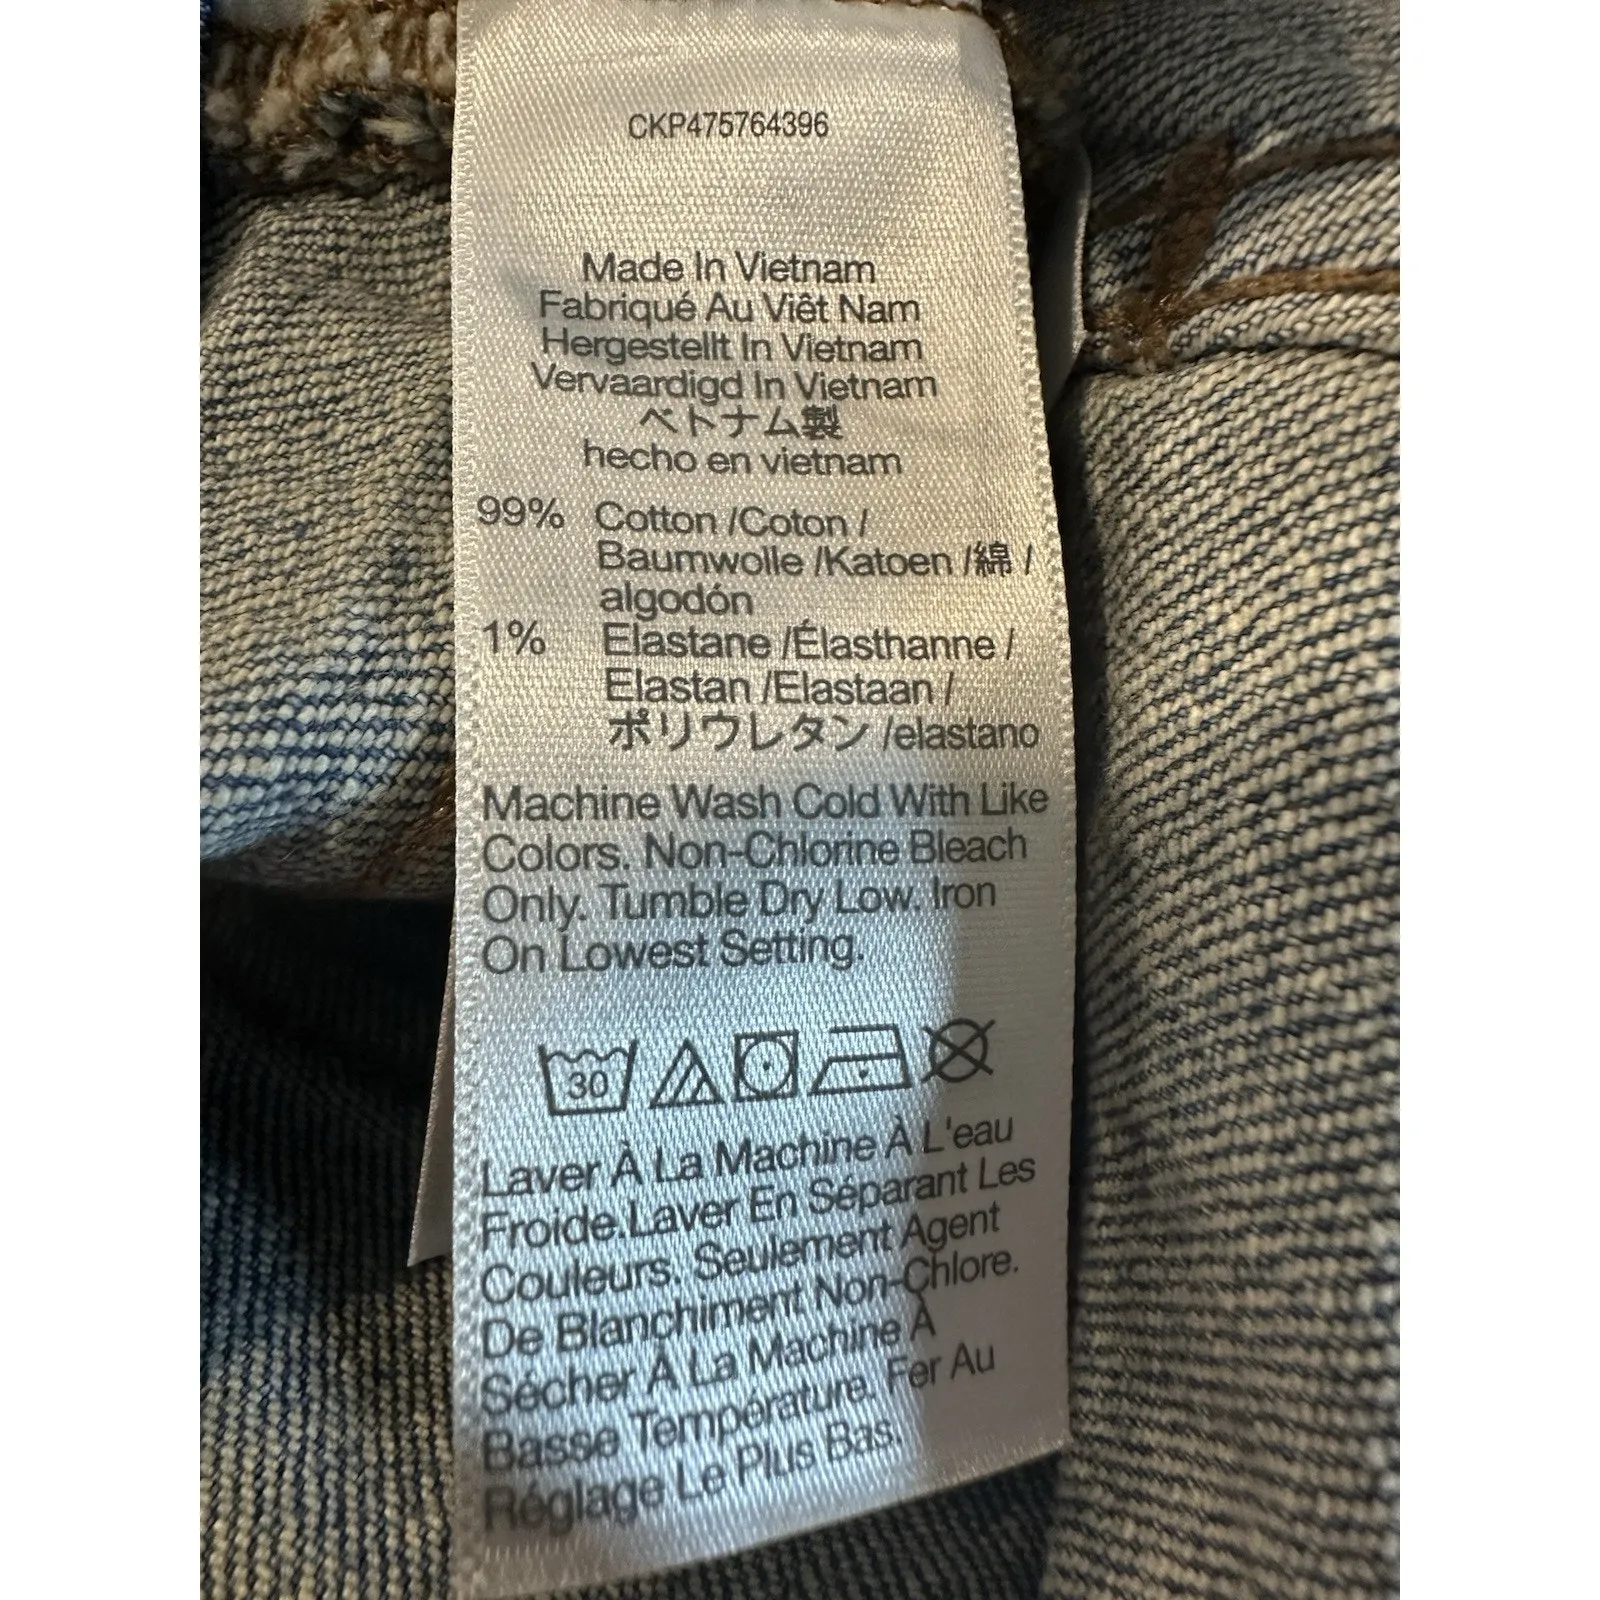 CKP475764396
Made In Vietnam
Fabriqué Au Viêt Nam
Hergestellt In Vietnam
Vervaardigd In Vietnam
ベトナム製
hecho en vietnam
99% Cotton /Coton /
Baumwolle /Katoen /綿 /
algodón
1% Elastane /Élasthanne /
Elastan /Elastaan /
ポリウレタン /elastano
Machine Wash Cold With Like
Colors. Non-Chlorine Bleach
Only. Tumble Dry Low. Iron
On Lowest Setting.
30
Laver À La Machine À L'eau
Froide.Laver En Séparant Les
Couleurs. Seulement Agent
De Blanchiment Non-Chlore.
Sécher À La Machine À
Basse Température. Fer Au
Réglage Le Plus Bas.